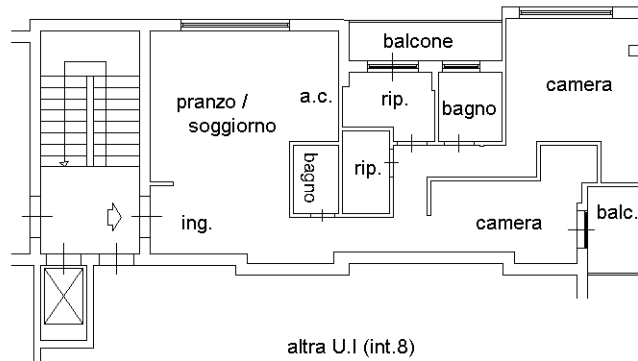 balcone
camera
pranzo /
soggiorno
a.c.
rip.
bagno
bagno
rip.
ing.
camera
balc.
altra U.I (int.8)